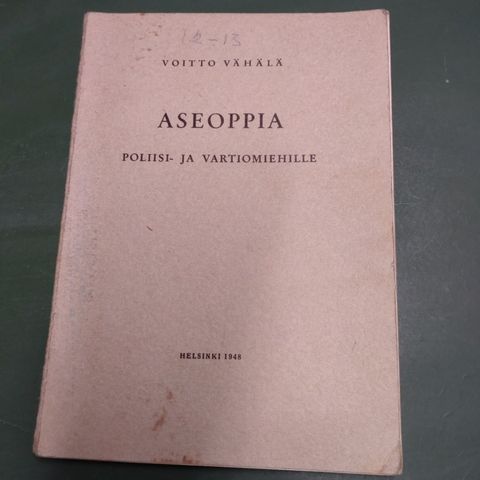 12-13
VOITTO VÄHÄLÄ
ASEOPPIA
POLIISI- JA VARTIOMIEHILLE
HELSINKI 1948